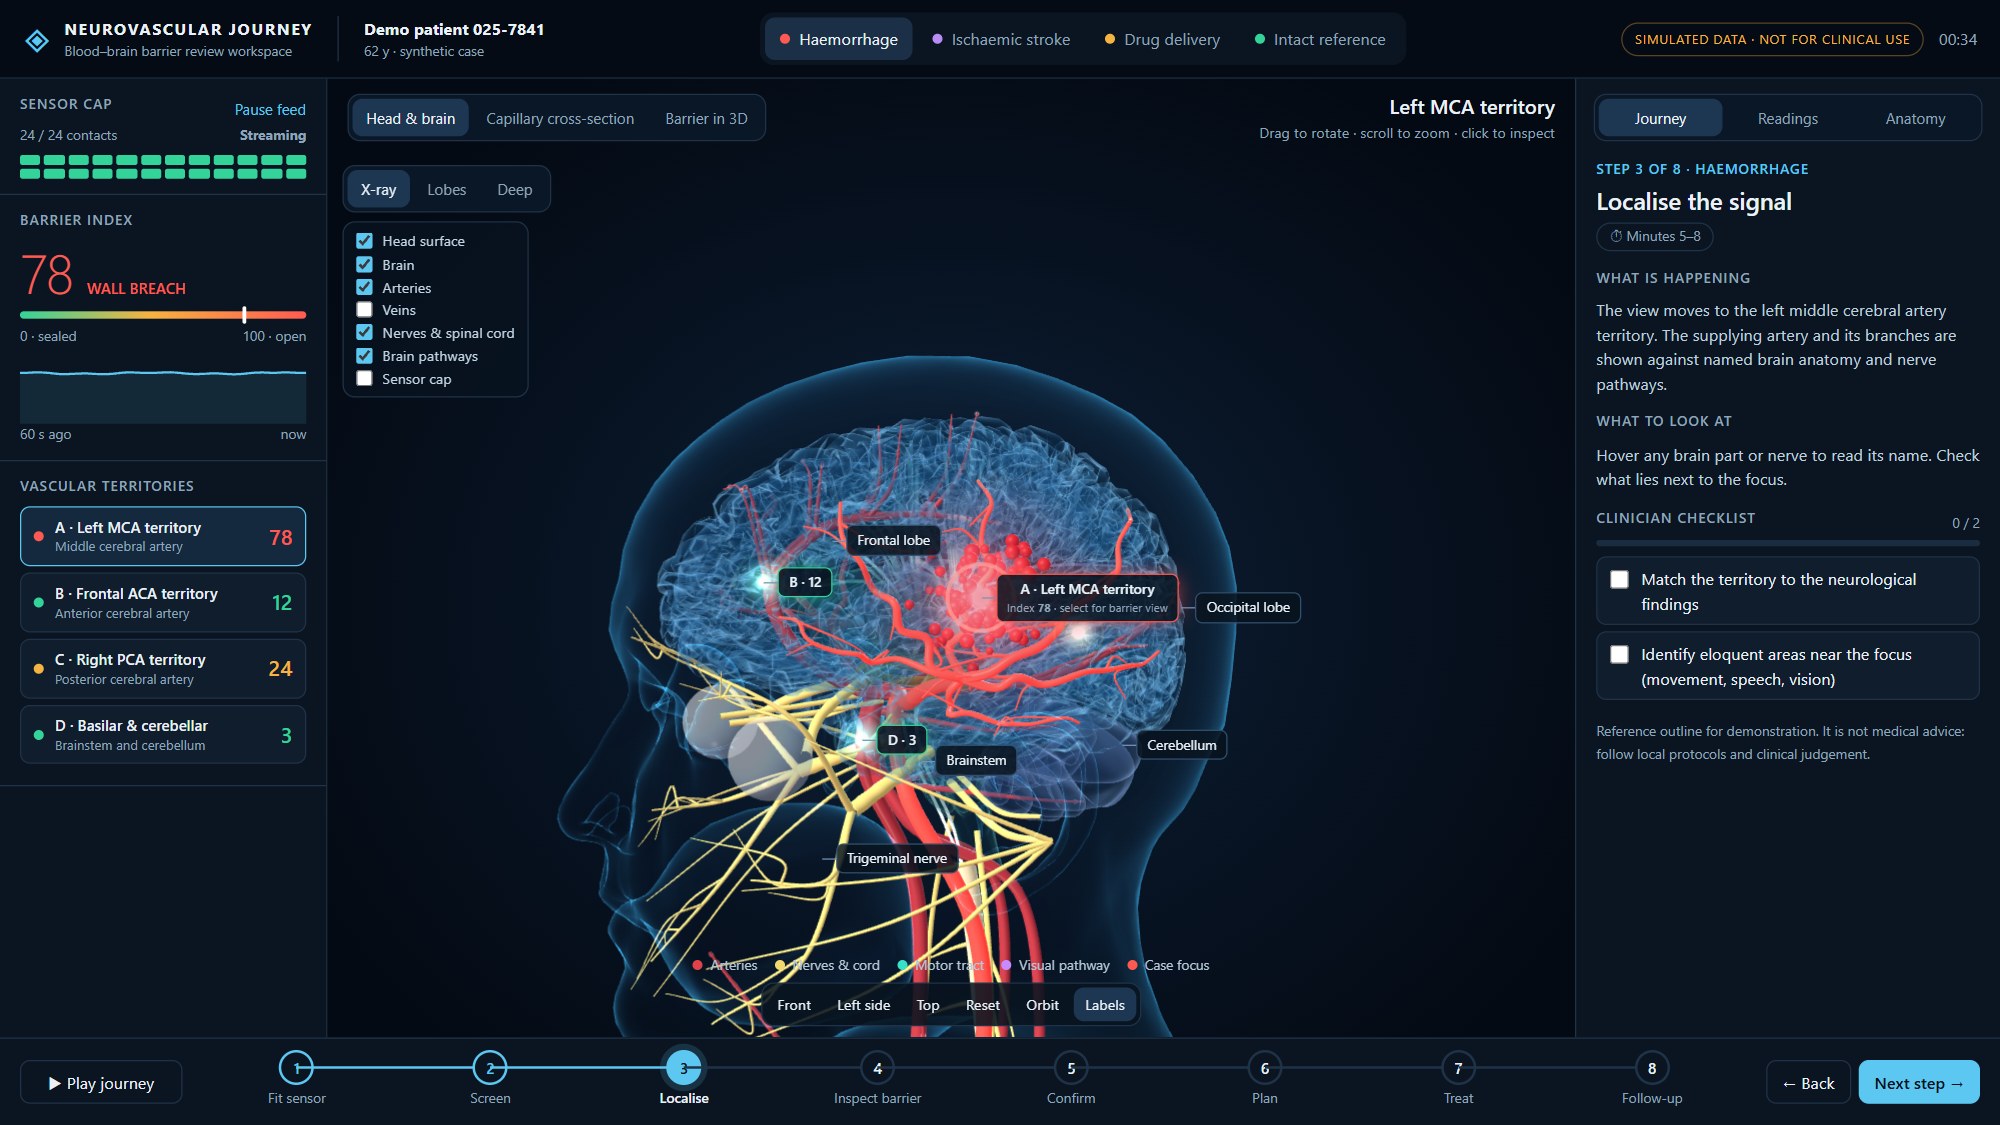 NEUROVASCULAR JOURNEY
Blood–brain barrier review workspace
Demo patient 025-7841
62 y · synthetic case
Haemorrhage
Ischaemic stroke
Drug delivery
Intact reference
SIMULATED DATA · NOT FOR CLINICAL USE
00:34
SENSOR CAP
Pause feed
24 / 24 contacts
Streaming
BARRIER INDEX
78 WALL BREACH
0 · sealed
100 · open
60 s ago
now
VASCULAR TERRITORIES
A · Left MCA territory
Middle cerebral artery
78
B · Frontal ACA territory
Anterior cerebral artery
12
C · Right PCA territory
Posterior cerebral artery
24
D · Basilar & cerebellar
Brainstem and cerebellum
3
Head & brain
Capillary cross-section
Barrier in 3D
Left MCA territory
Drag to rotate · scroll to zoom · click to inspect
X-ray
Lobes
Deep
Head surface
Brain
Arteries
Veins
Nerves & spinal cord
Brain pathways
Sensor cap
Frontal lobe
B · 12
A · Left MCA territory
Index 78 · select for barrier view
Occipital lobe
D · 3
Brainstem
Cerebellum
Trigeminal nerve
Arteries
Nerves & cord
Motor tract
Visual pathway
Case focus
Front
Left side
Top
Reset
Orbit
Labels
Journey
Readings
Anatomy
STEP 3 OF 8 · HAEMORRHAGE
Localise the signal
⏱ Minutes 5–8
WHAT IS HAPPENING
The view moves to the left middle cerebral artery
territory. The supplying artery and its branches are
shown against named brain anatomy and nerve
pathways.
WHAT TO LOOK AT
Hover any brain part or nerve to read its name. Check
what lies next to the focus.
CLINICIAN CHECKLIST
0 / 2
Match the territory to the neurological
findings
Identify eloquent areas near the focus
(movement, speech, vision)
Reference outline for demonstration. It is not medical advice:
follow local protocols and clinical judgement.
▶ Play journey
1
Fit sensor
2
Screen
3
Localise
4
Inspect barrier
5
Confirm
6
Plan
7
Treat
8
Follow-up
← Back
Next step →